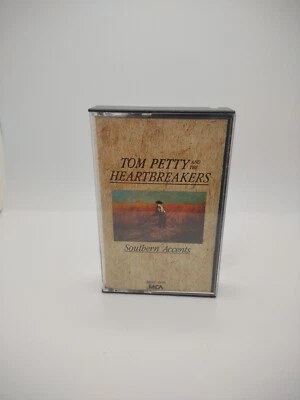 TOM PETTY AND THE
HEARTBREAKERS
Southern Accents
MCA